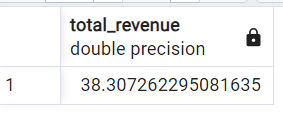 total_revenue
double precision
1 38.307262295081635